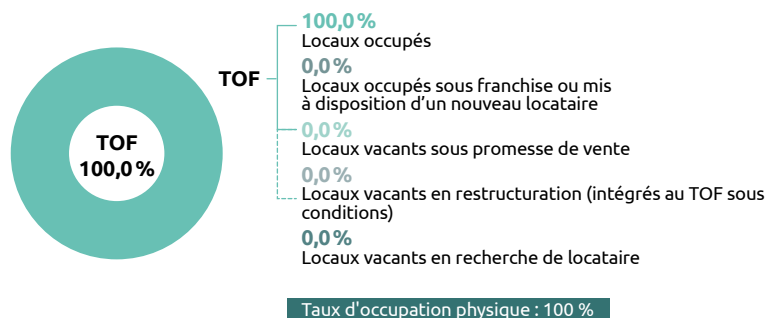 TOF
100,0 %
TOF
100,0 %
Locaux occupés
0,0 %
Locaux occupés sous franchise ou mis
à disposition d'un nouveau locataire
0,0 %
Locaux vacants sous promesse de vente
0,0 %
Locaux vacants en restructuration (intégrés au TOF sous
conditions)
0,0 %
Locaux vacants en recherche de locataire
Taux d'occupation physique : 100 %